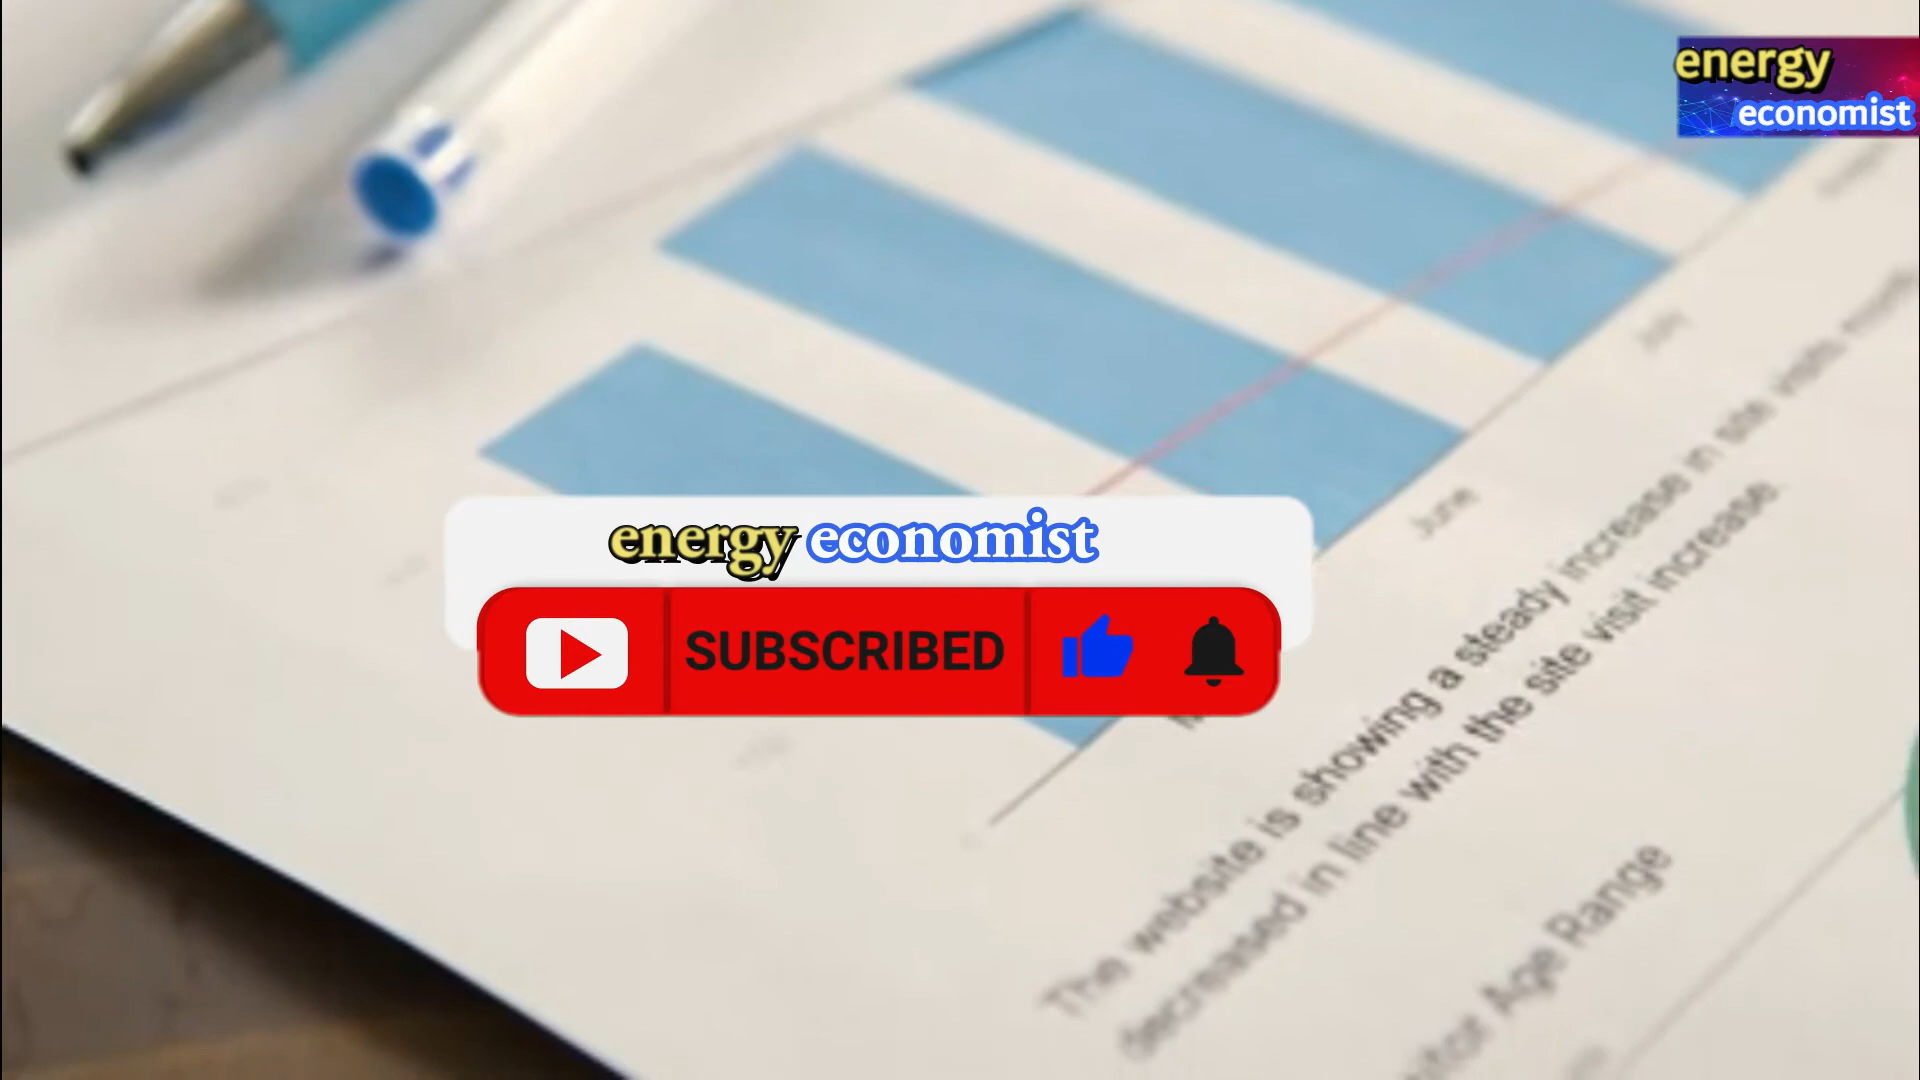 energy
economist
energy economist
SUBSCRIBED
July
June
The website is showing a steady increase in site visits
decreased in line with the site visit increase.
Age Range